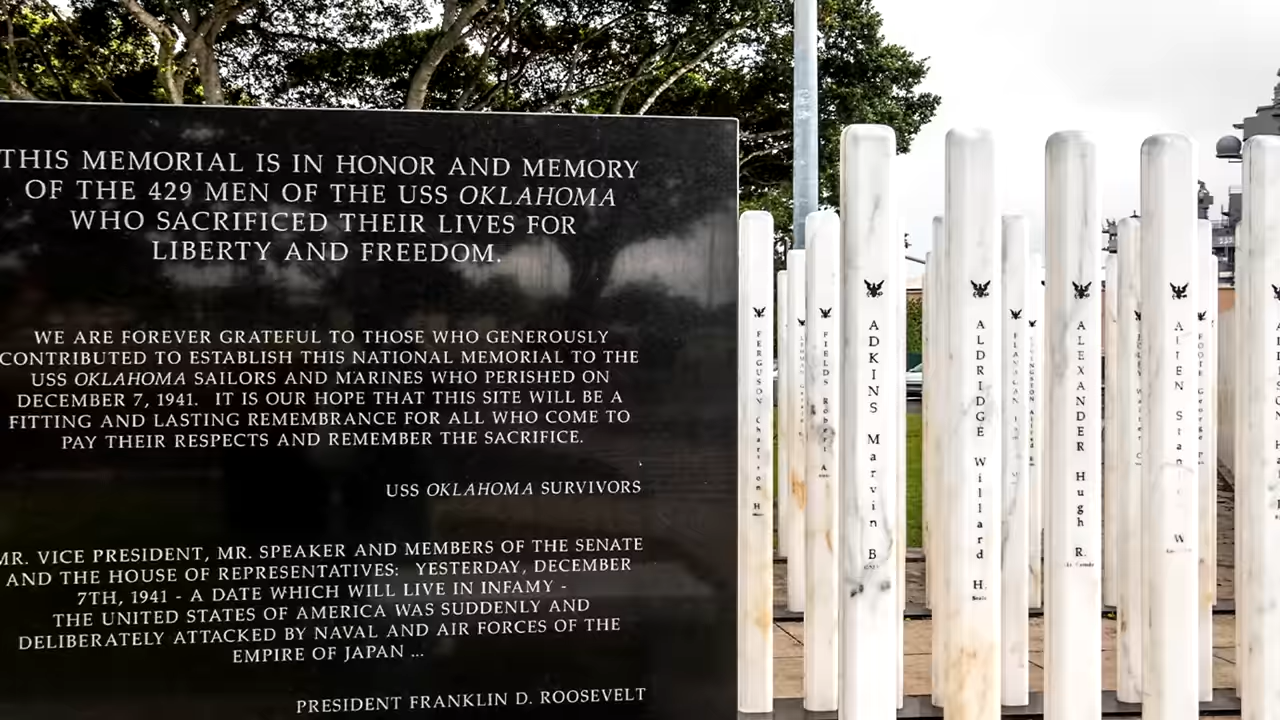 THIS MEMORIAL IS IN HONOR AND MEMORY
OF THE 429 MEN OF THE USS OKLAHOMA
WHO SACRIFICED THEIR LIVES FOR
LIBERTY AND FREEDOM.
WE ARE FOREVER GRATEFUL TO THOSE WHO GENEROUSLY
CONTRIBUTED TO ESTABLISH THIS NATIONAL MEMORIAL TO THE
USS OKLAHOMA SAILORS AND MARINES WHO PERISHED ON
DECEMBER 7, 1941. IT IS OUR HOPE THAT THIS SITE WILL BE A
FITTING AND LASTING REMEMBRANCE FOR ALL WHO COME TO
PAY THEIR RESPECTS AND REMEMBER THE SACRIFICE.
USS OKLAHOMA SURVIVORS
MR. VICE PRESIDENT, MR. SPEAKER AND MEMBERS OF THE SENATE
AND THE HOUSE OF REPRESENTATIVES: YESTERDAY, DECEMBER
7TH, 1941 - A DATE WHICH WILL LIVE IN INFAMY -
THE UNITED STATES OF AMERICA WAS SUDDENLY AND
DELIBERATELY ATTACKED BY NAVAL AND AIR FORCES OF THE
EMPIRE OF JAPAN ...
PRESIDENT FRANKLIN D. ROOSEVELT
FERGUSON Charlton H
FIELDS Robert A
ADKINS Marvin B
ALDRIDGE Willard H.
ALEXANDER Hugh R.
ALLEN Stan W
FOOTE George P